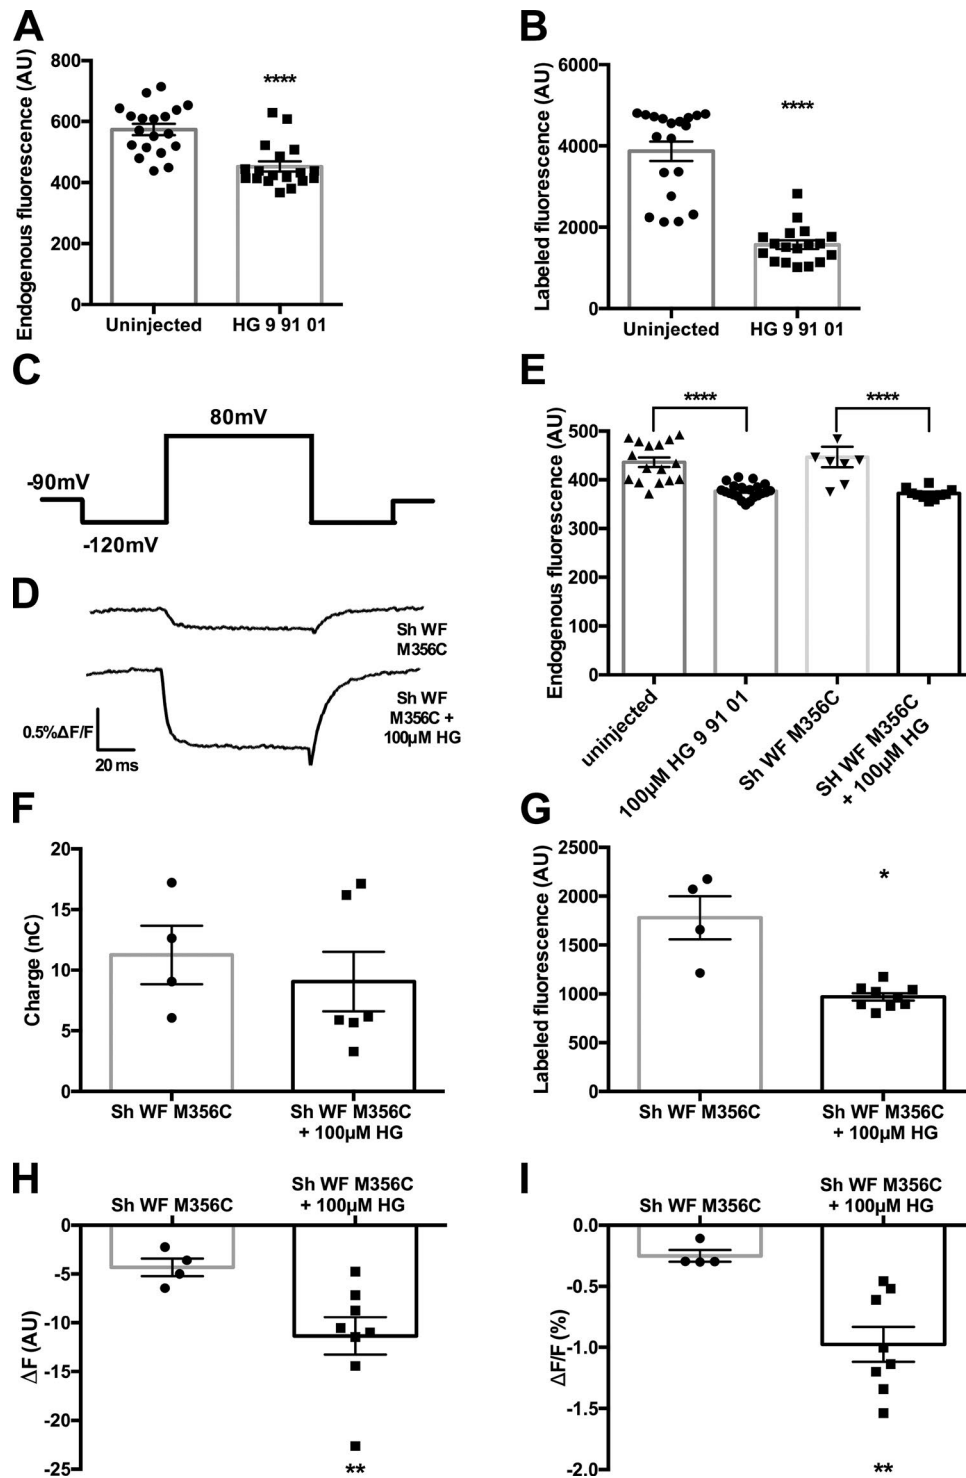 A
Endogenous fluorescence (AU)
800
600
400
200
0
****
Uninjected
HG 9 91 01
B
Labeled fluorescence (AU)
6000
4000
2000
0
****
Uninjected
HG 9 91 01
C
80mV
-90mV
-120mV
D
Sh WF
M356C
Sh WF
M356C +
100µM HG
0.5%ΔF/F
20 ms
E
Endogenous fluorescence (AU)
500
400
300
200
100
0
****
****
uninjected
100µM HG 9 91 01
Sh WF M356C
SH WF M356C
+ 100µM HG
F
Charge (nC)
20
15
10
5
0
Sh WF M356C
Sh WF M356C
+ 100µM HG
G
Labeled fluorescence (AU)
2500
2000
1500
1000
500
0
*
Sh WF M356C
Sh WF M356C
+ 100µM HG
H
Sh WF M356C
Sh WF M356C
+ 100µM HG
ΔF (AU)
0
-5
-10
-15
-20
-25
**
I
Sh WF M356C
Sh WF M356C
+ 100µM HG
ΔF/F (%)
0.0
-0.5
-1.0
-1.5
-2.0
**